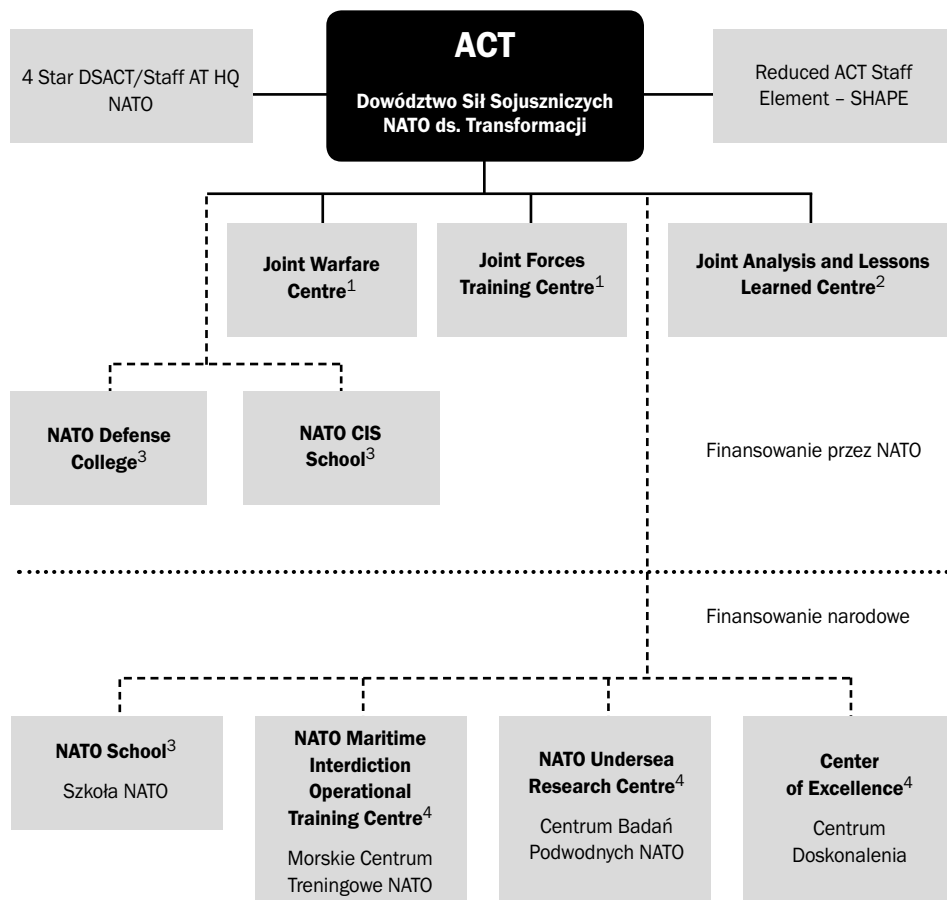 ACT
Dowództwo Sił Sojuszniczych
NATO ds. Transformacji
4 Star DSACT/Staff AT HQ
NATO
Reduced ACT Staff
Element – SHAPE
Joint Warfare
Centre1
Joint Forces
Training Centre1
Joint Analysis and Lessons
Learned Centre2
NATO Defense
College3
NATO CIS
School3
Finansowanie przez NATO
Finansowanie narodowe
NATO School3
Szkoła NATO
NATO Maritime
Interdiction
Operational
Training Centre4
Morskie Centrum
Treningowe NATO
NATO Undersea
Research Centre4
Centrum Badań
Podwodnych NATO
Center
of Excellence4
Centrum
Doskonalenia